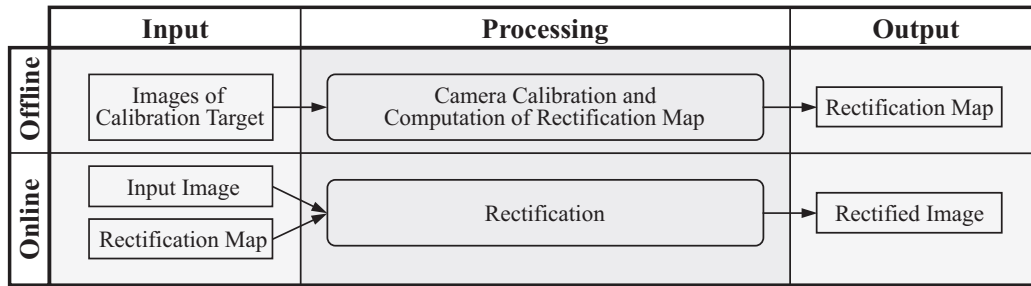 Input
Processing
Output
Offline
Images of
Calibration Target
Camera Calibration and
Computation of Rectification Map
Rectification Map
Online
Input Image
Rectification Map
Rectification
Rectified Image